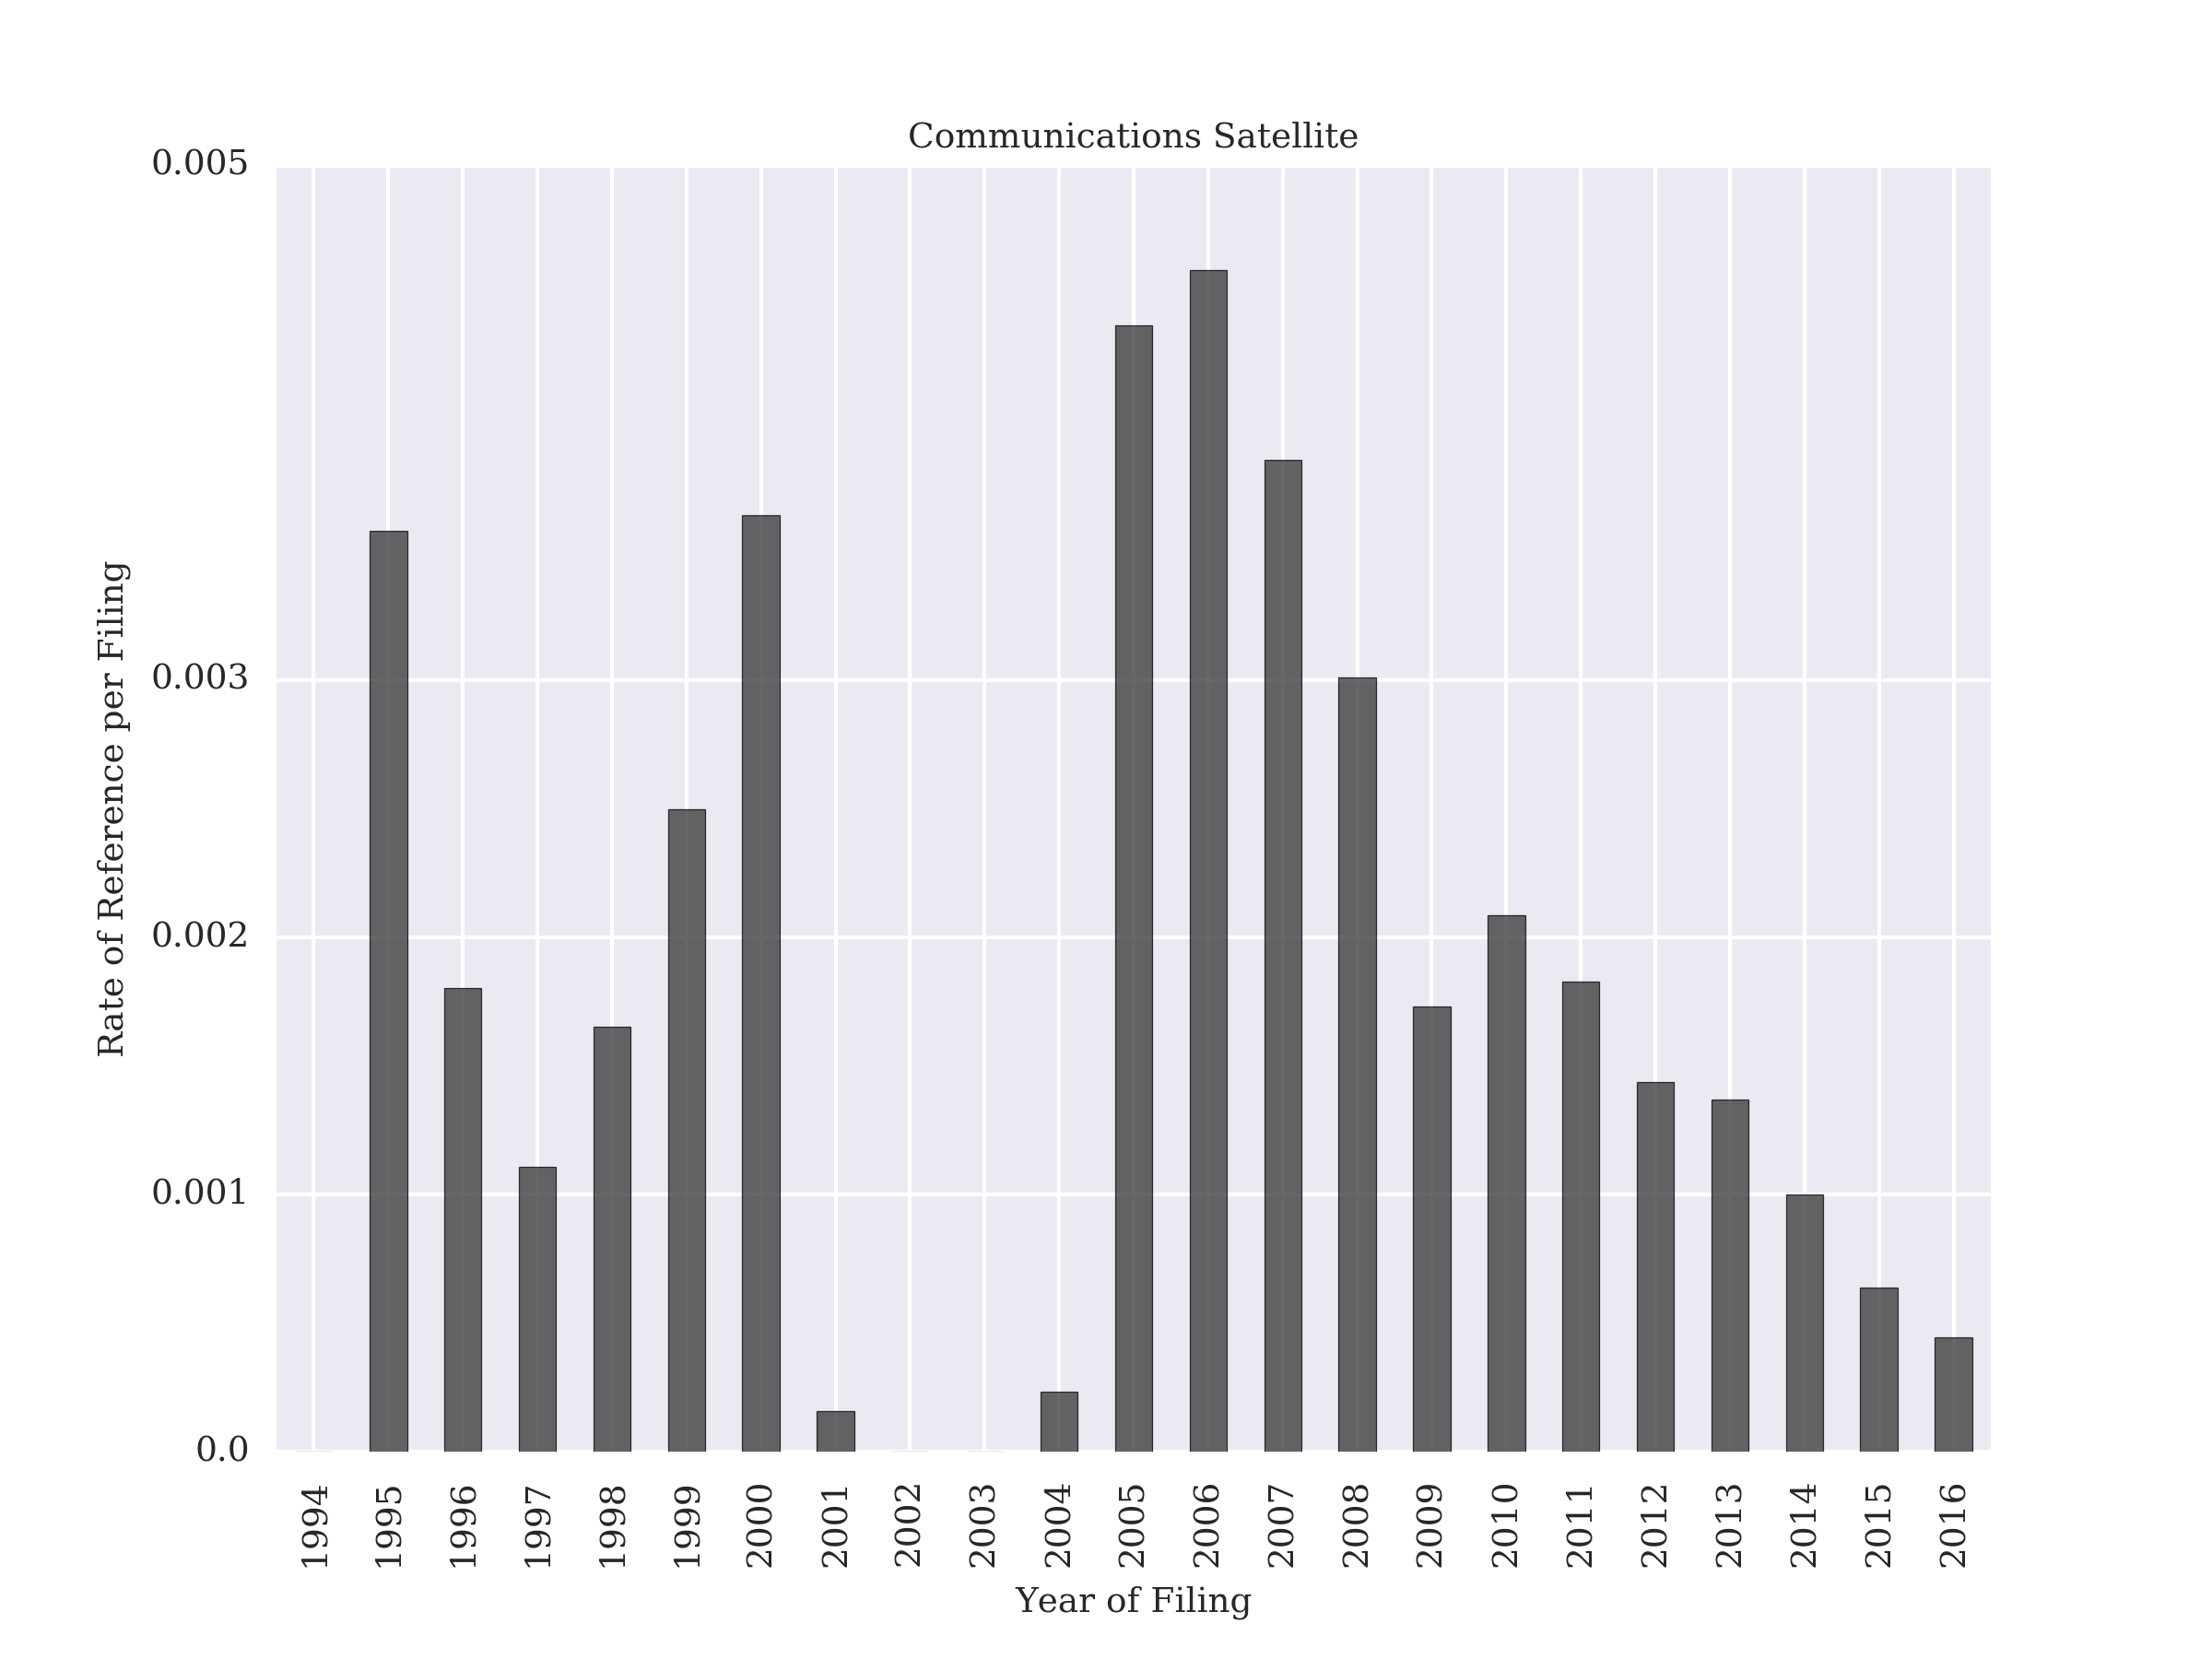 Communications Satellite
0.005
0.003
0.002
0.001
0.0
Rate of Reference per Filing
1994 1995 1996 1997 1998 1999 2000 2001 2002 2003 2004 2005 2006 2007 2008 2009 2010 2011 2012 2013 2014 2015 2016
Year of Filing